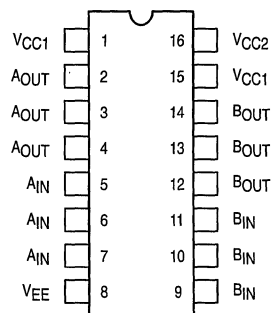 VCC1 1 16 VCC2
AOUT 2 15 VCC1
AOUT 3 14 BOUT
AOUT 4 13 BOUT
AIN 5 12 BOUT
AIN 6 11 BIN
AIN 7 10 BIN
VEE 8 9 BIN